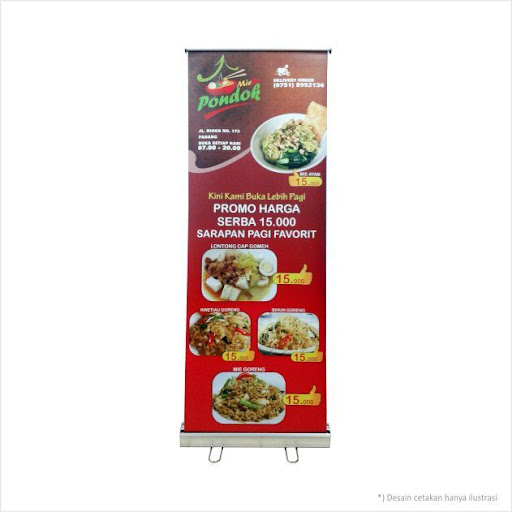 Mie
Pondok
DELIVERY ORDER
(0751) 8952134
JL. NIAGA NO. 173
PADANG
BUKA SETIAP HARI
07.00 - 20.00
MIE AYAM
15.000
Kini Kami Buka Lebih Pagi
PROMO HARGA
SERBA 15.000
SARAPAN PAGI FAVORIT
LONTONG CAP GOMEH
15.000
KWETIAU GORENG
BIHUN GORENG
15.000
15.000
MIE GORENG
15.000
*) Desain cetakan hanya ilustrasi